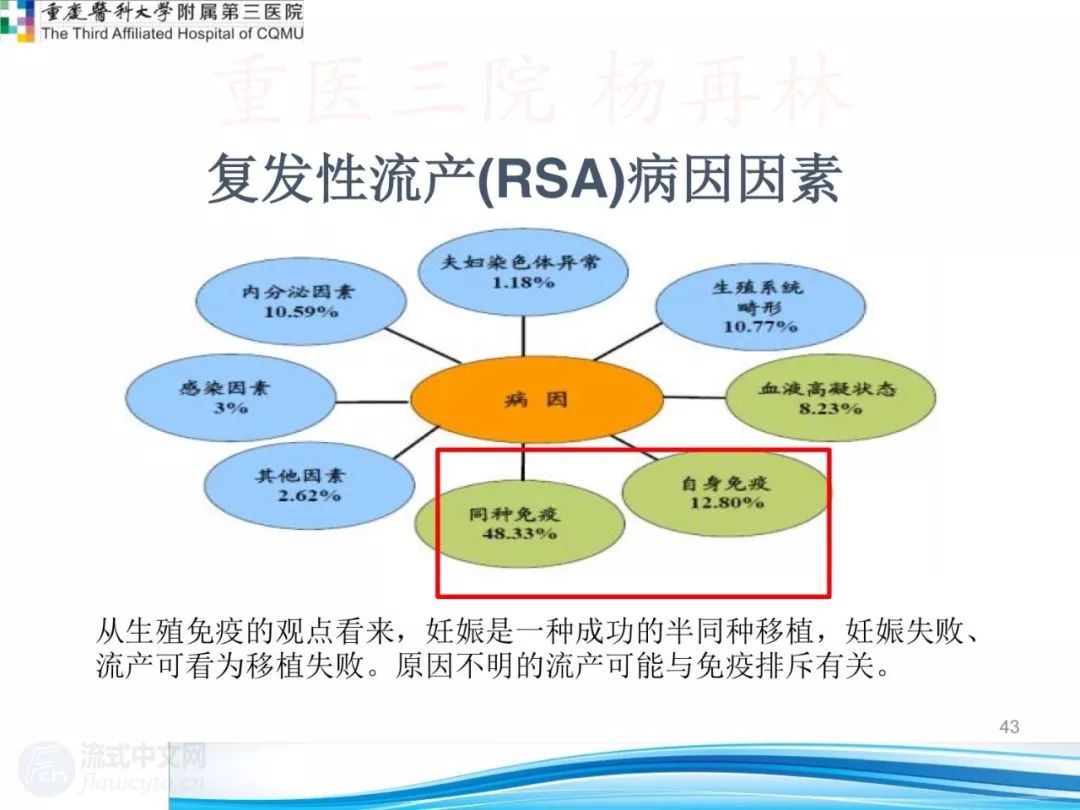 重庆医科大学附属第三医院
The Third Affiliated Hospital of CQMU
重医三院 杨再林
复发性流产(RSA)病因因素
夫妇染色体异常
1.18%
内分泌因素
10.59%
生殖系统
畸形
10.77%
感染因素
3%
病 因
血液高凝状态
8.23%
其他因素
2.62%
同种免疫
48.33%
自身免疫
12.80%
从生殖免疫的观点看来，妊娠是一种成功的半同种移植，妊娠失败、
流产可看为移植失败。原因不明的流产可能与免疫排斥有关。
43
流式中文网
flowcyto.cn
Fcn